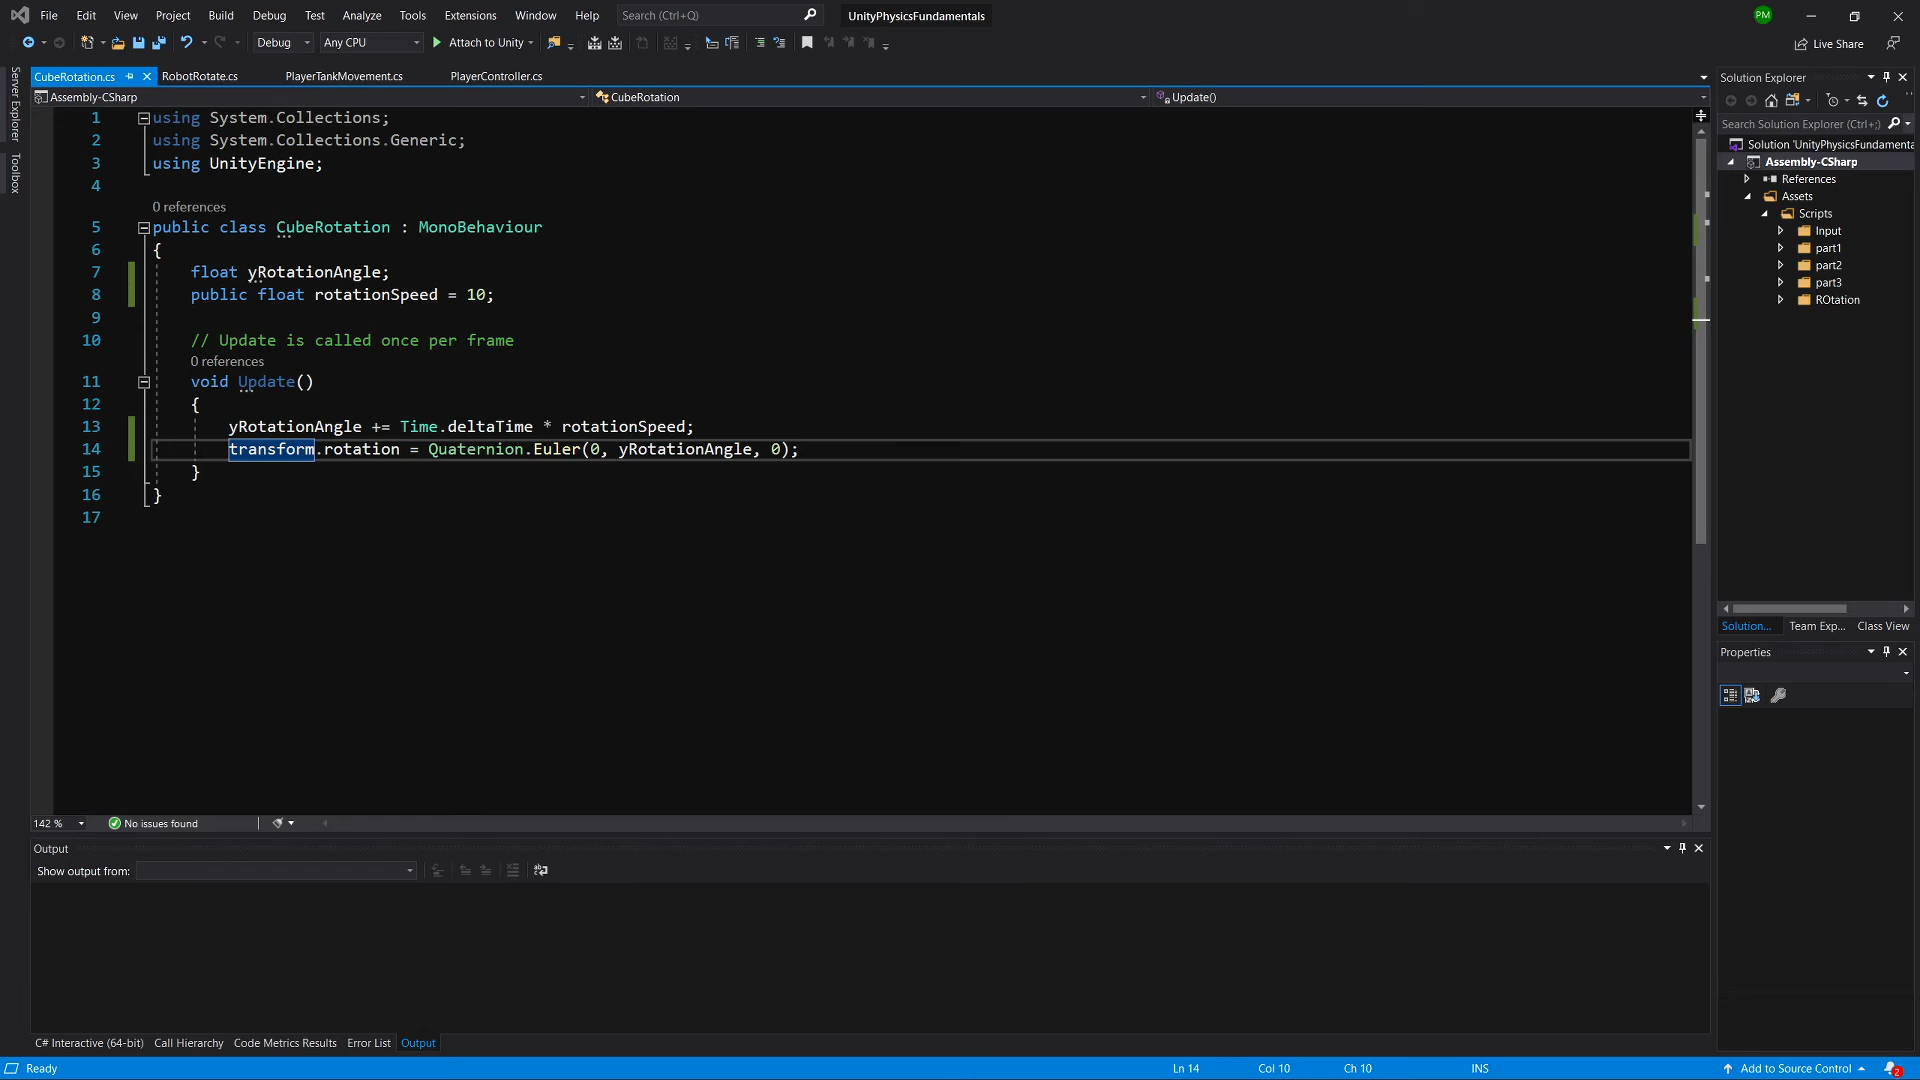 File Edit View Project Build Debug Test Analyze Tools Extensions Window Help Search (Ctrl+Q) UnityPhysicsFundamentals PM
Debug Any CPU Attach to Unity Live Share
CubeRotation.cs RobotRotate.cs PlayerTankMovement.cs PlayerController.cs
Assembly-CSharp CubeRotation Update()
Server Explorer
Toolbox
1 using System.Collections;
2 using System.Collections.Generic;
3 using UnityEngine;
4
0 references
5 public class CubeRotation : MonoBehaviour
6 {
7 float yRotationAngle;
8 public float rotationSpeed = 10;
9
10 // Update is called once per frame
0 references
11 void Update()
12 {
13 yRotationAngle += Time.deltaTime * rotationSpeed;
14 transform.rotation = Quaternion.Euler(0, yRotationAngle, 0);
15 }
16 }
17
142 % No issues found
Output
Show output from:
C# Interactive (64-bit) Call Hierarchy Code Metrics Results Error List Output
Solution Explorer
Search Solution Explorer (Ctrl+;)
Solution 'UnityPhysicsFundamenta
Assembly-CSharp
References
Assets
Scripts
Input
part1
part2
part3
ROtation
Solution... Team Exp... Class View
Properties
Ready Ln 14 Col 10 Ch 10 INS Add to Source Control 2